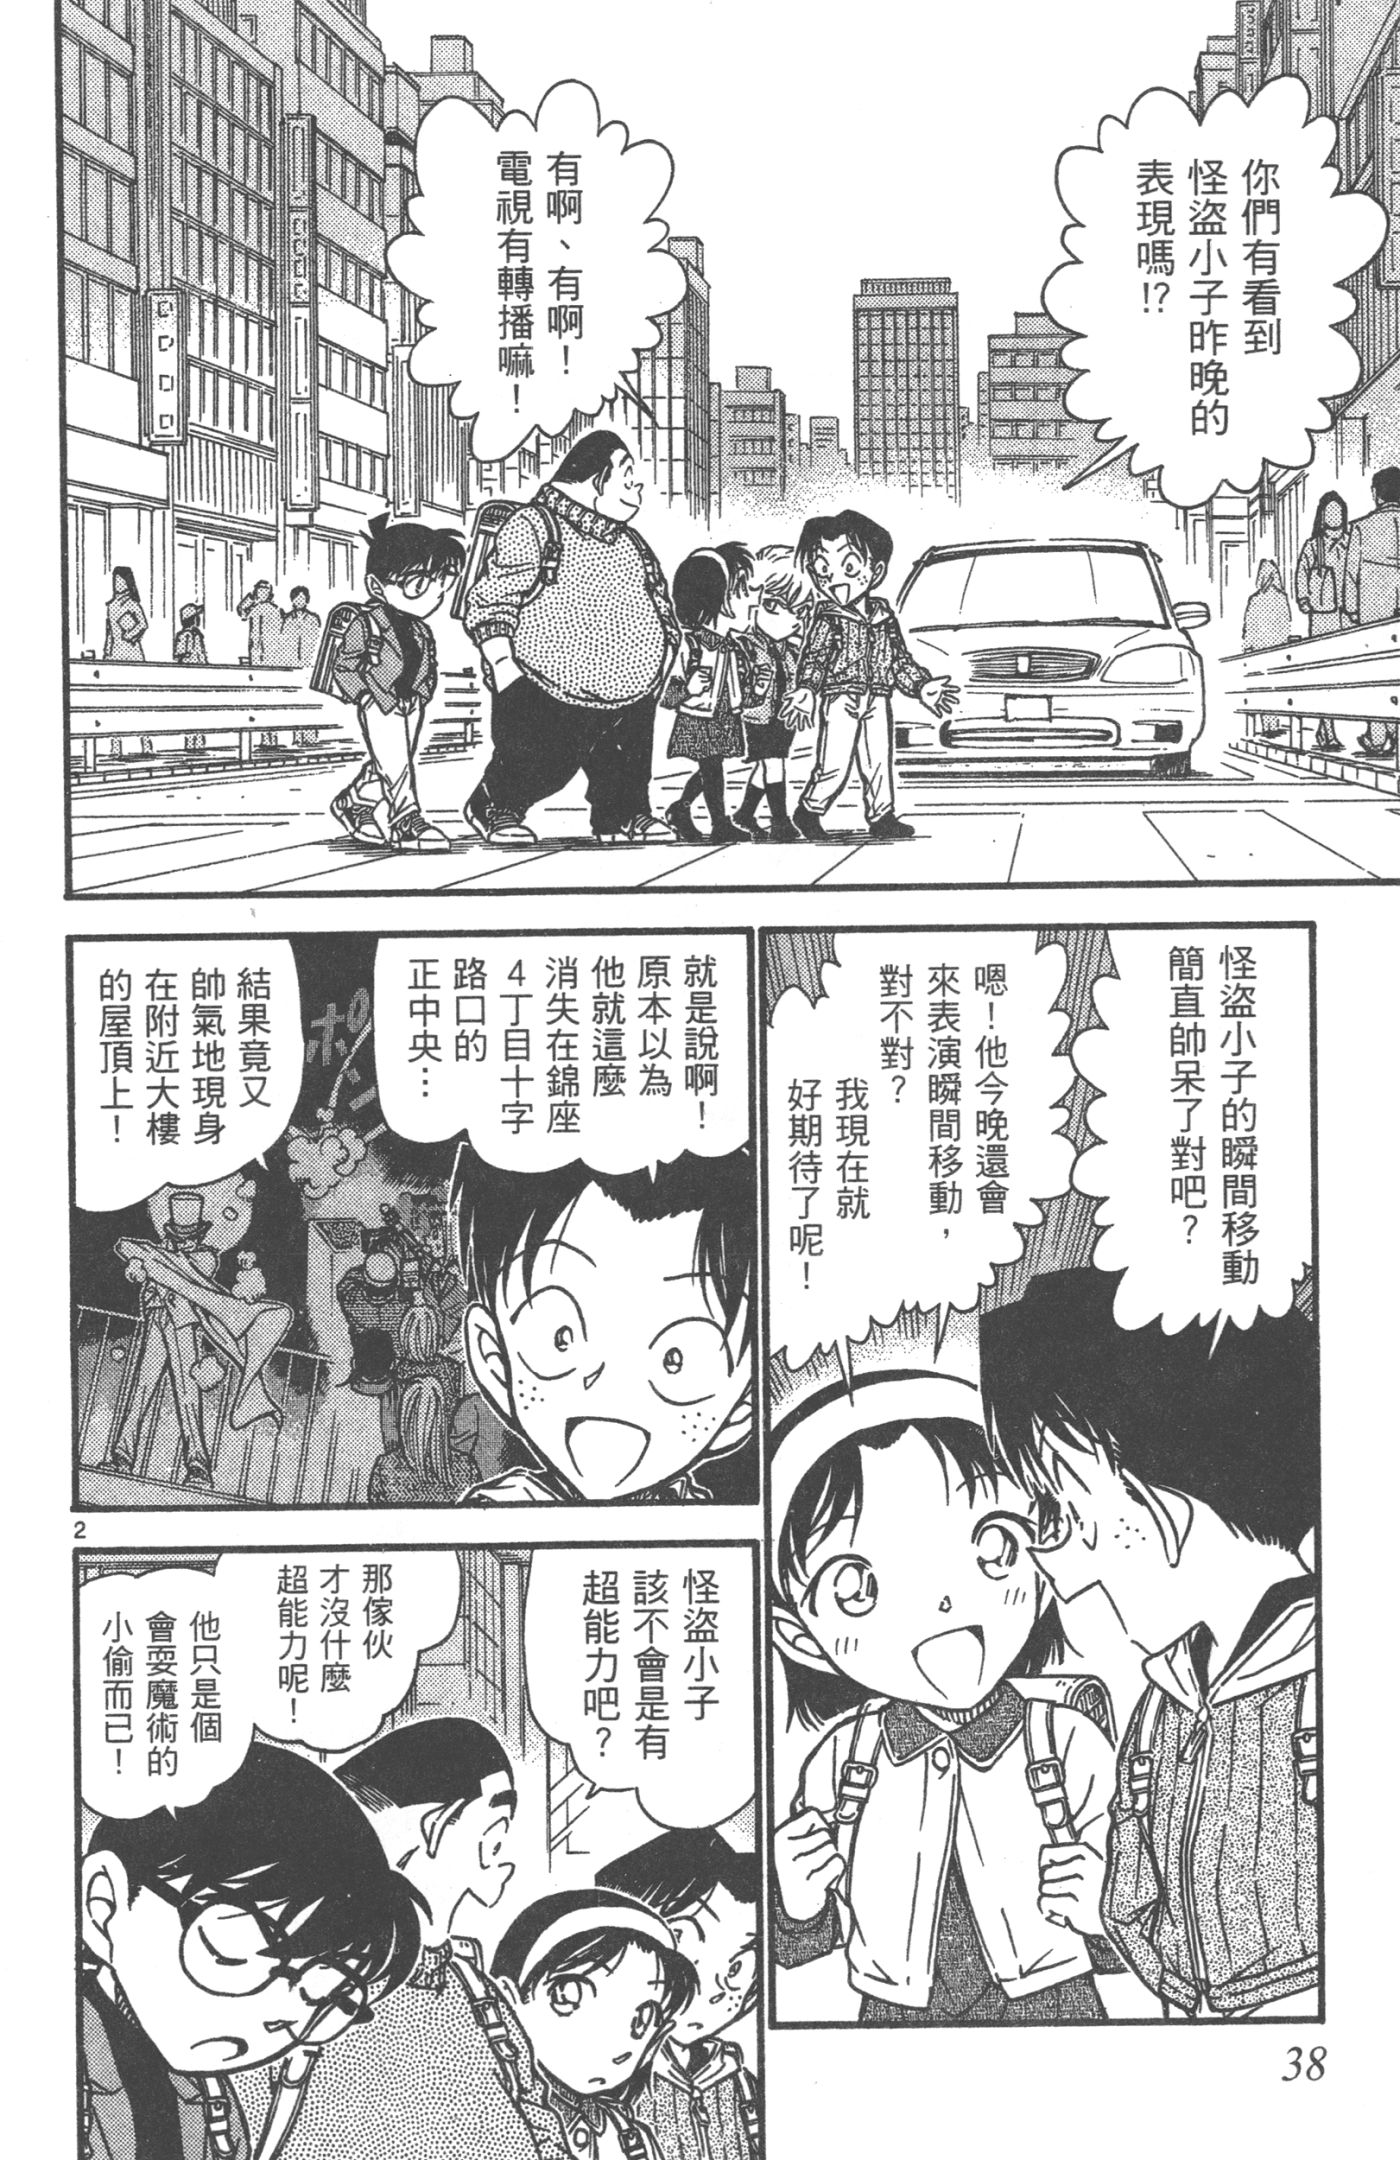 你們有看到
怪盜小子昨晚的
表現嗎!?
有啊、有啊！
電視有轉播嘛！
怪盜小子的瞬間移動
簡直帥呆了對吧？
嗯！他今晚還會
來表演瞬間移動，
對不對？
我現在就
好期待了呢！
就是說啊！
原本以為
他就這麼
消失在錦座
4丁目十字
路口的
正中央…
結果竟又
帥氣地現身
在附近大樓
的屋頂上！
ポン
2
怪盜小子
該不會是有
超能力吧？
那傢伙
才沒什麼
超能力呢！
他只是個
會耍魔術的
小偷而已！
38